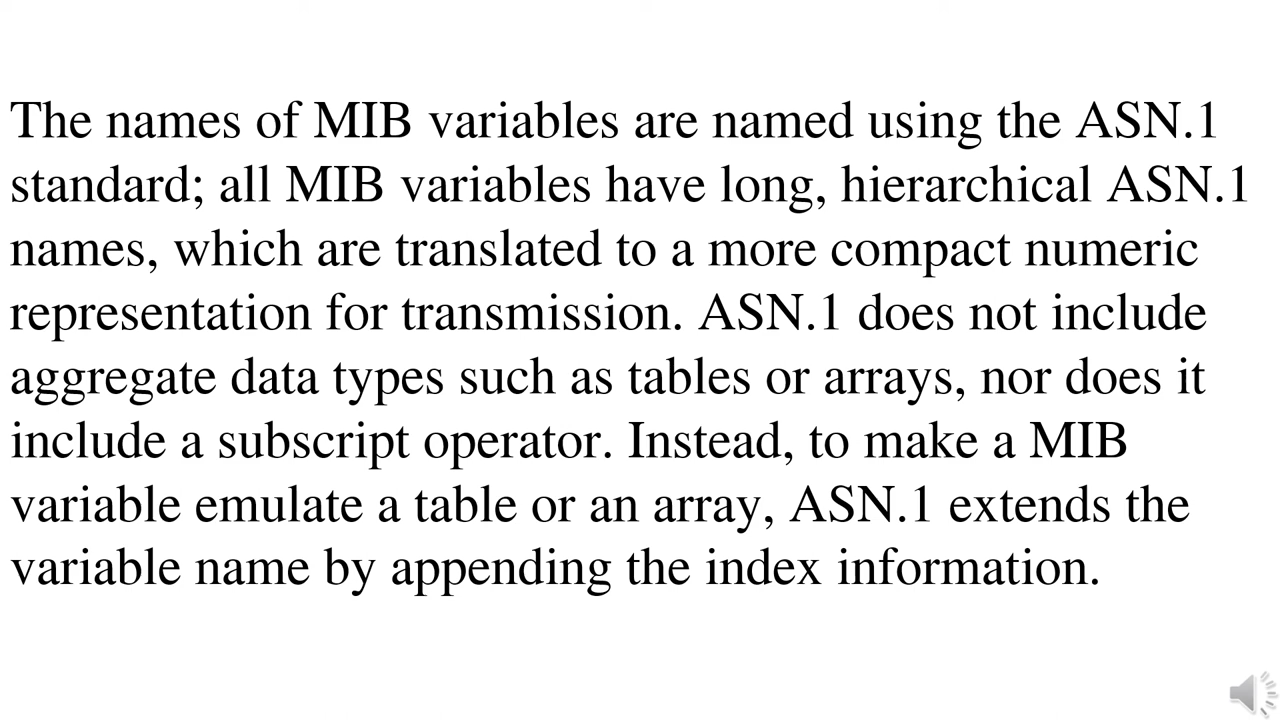 The names of MIB variables are named using the ASN.1
standard; all MIB variables have long, hierarchical ASN.1
names, which are translated to a more compact numeric
representation for transmission. ASN.1 does not include
aggregate data types such as tables or arrays, nor does it
include a subscript operator. Instead, to make a MIB
variable emulate a table or an array, ASN.1 extends the
variable name by appending the index information.